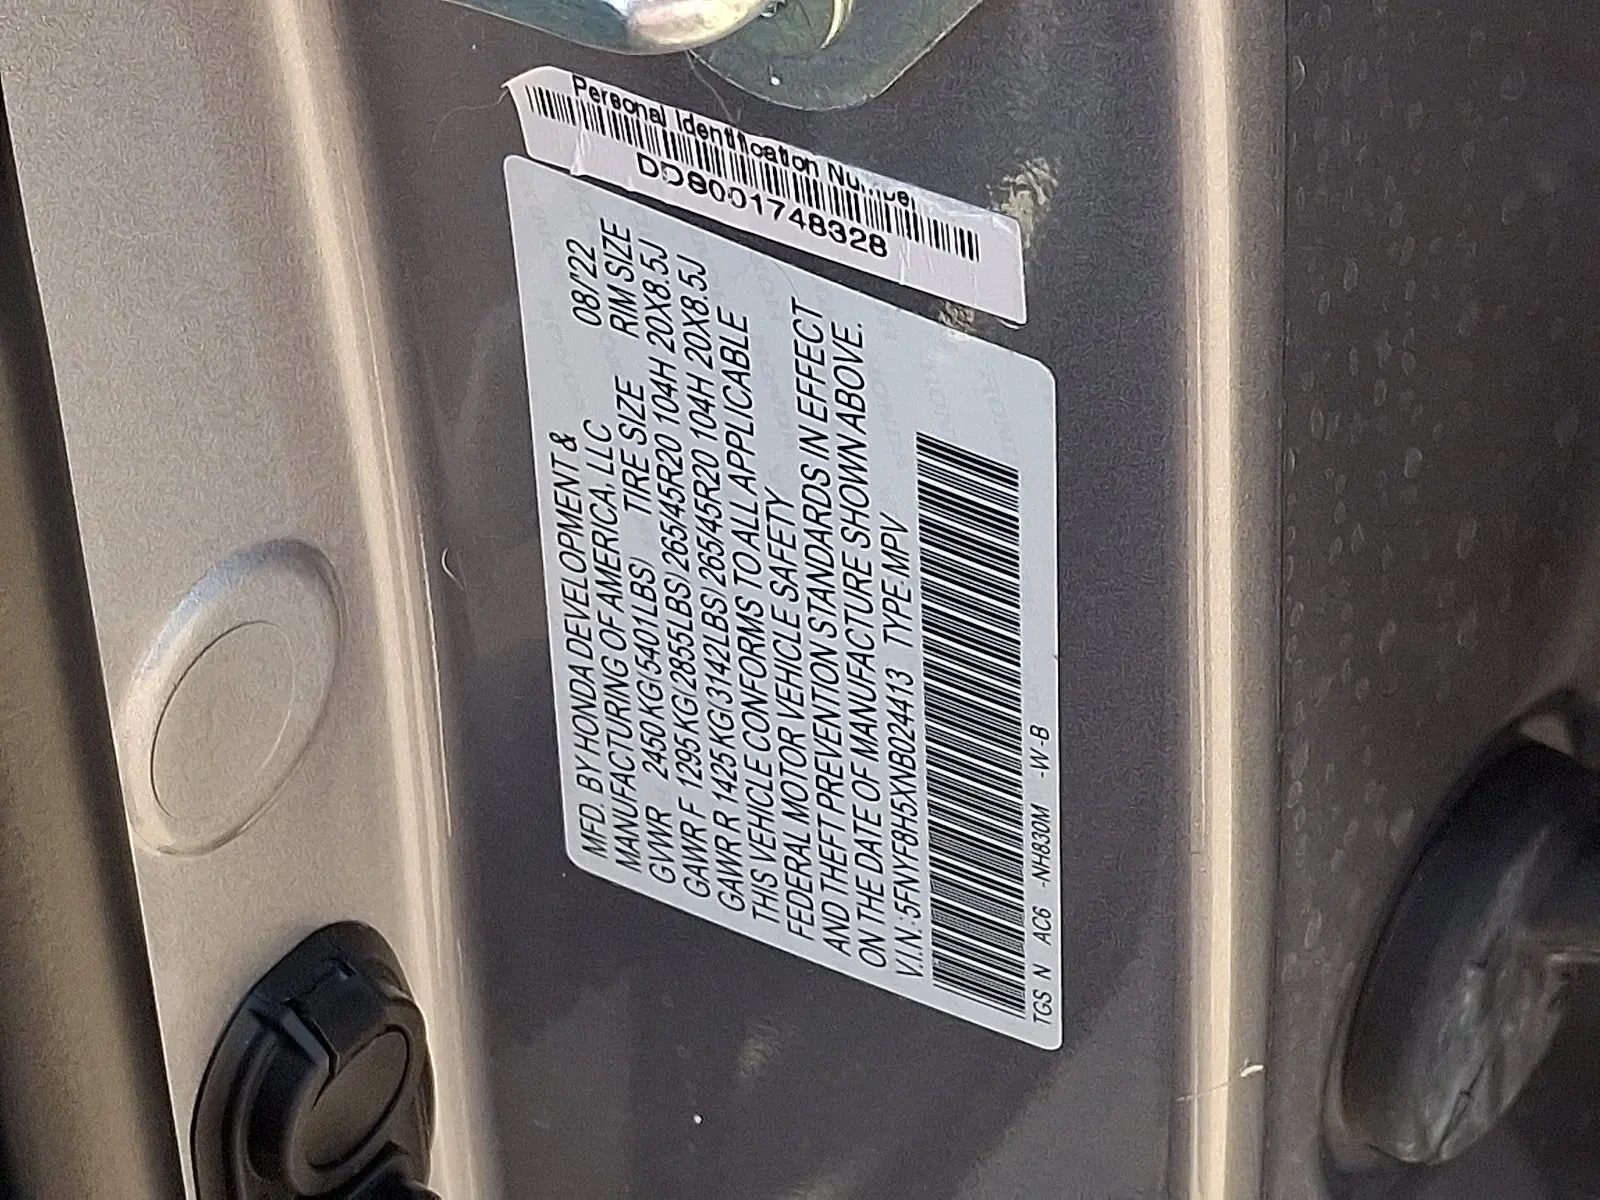 Personal Identification Number
DD8001748328
MFD. BY HONDA DEVELOPMENT & 08/'22
MANUFACTURING OF AMERICA, LLC
TIRE SIZE RIM SIZE
GVWR 2450 KG(5401LBS)
GAWR F 1295 KG(2855LBS) 265/45R20 104H 20X8.5J
GAWR R 1425 KG(3142LBS) 265/45R20 104H 20X8.5J
THIS VEHICLE CONFORMS TO ALL APPLICABLE
FEDERAL MOTOR VEHICLE SAFETY
AND THEFT PREVENTION STANDARDS IN EFFECT
ON THE DATE OF MANUFACTURE SHOWN ABOVE.
V.I.N.:5FNYF8H5XNB024413 TYPE:MPV
TGS N AC6 -NH830M -W-B